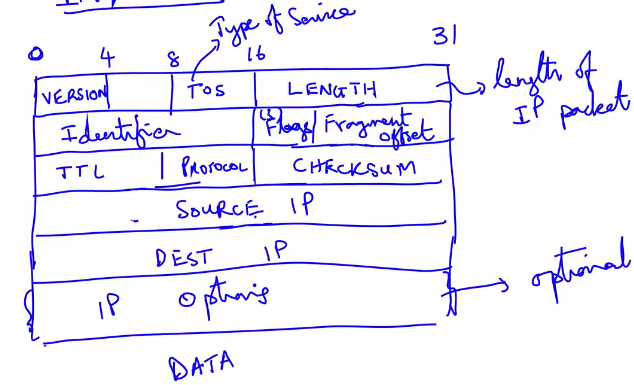 Type of Service
0 4 8 16 31
VERSION TOS LENGTH
length of
IP packet
Identifier (3) Flags/ Fragment
offset
TTL PROTOCOL CHECKSUM
SOURCE IP
DEST IP
IP Options
optional
DATA